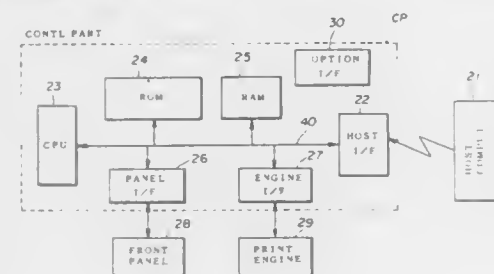 CP
CONTL PART
30
OPTION
I/F
24
ROM
25
RAM
23
CPU
22
HOST
I/F
21
HOST
40
26
PANEL
I/F
27
ENGINE
I/F
28
FRONT
PANEL
29
PRINT
ENGINE